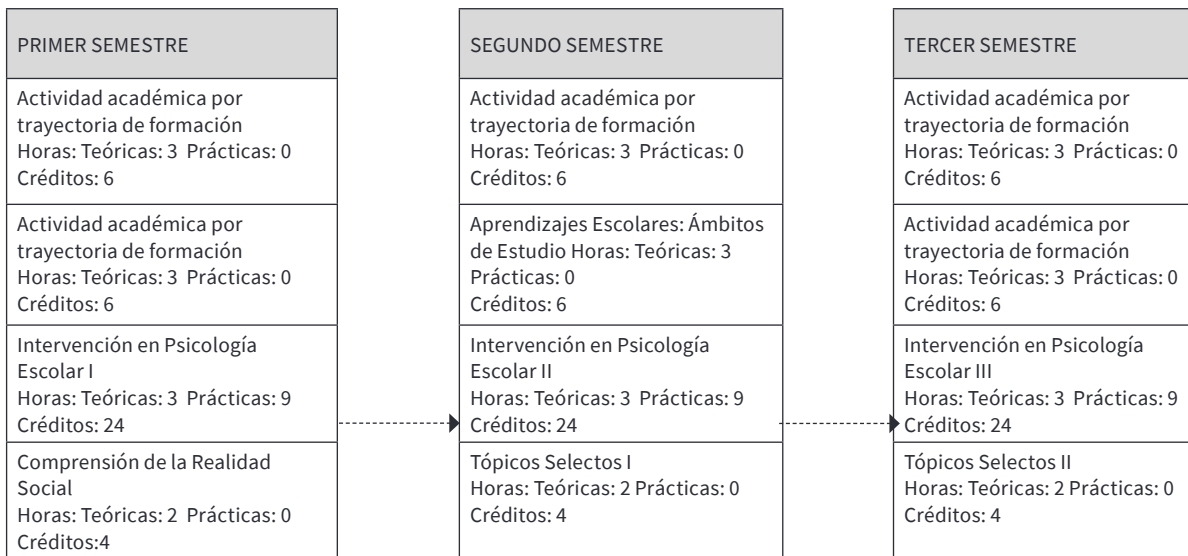 PRIMER SEMESTRE
Actividad académica por
trayectoria de formación
Horas: Teóricas: 3 Prácticas: 0
Créditos: 6
Actividad académica por
trayectoria de formación
Horas: Teóricas: 3 Prácticas: 0
Créditos: 6
Intervención en Psicología
Escolar I
Horas: Teóricas: 3 Prácticas: 9
Créditos: 24
Comprensión de la Realidad
Social
Horas: Teóricas: 2 Prácticas: 0
Créditos:4
SEGUNDO SEMESTRE
Actividad académica por
trayectoria de formación
Horas: Teóricas: 3 Prácticas: 0
Créditos: 6
Aprendizajes Escolares: Ámbitos
de Estudio Horas: Teóricas: 3
Prácticas: 0
Créditos: 6
Intervención en Psicología
Escolar II
Horas: Teóricas: 3 Prácticas: 9
Créditos: 24
Tópicos Selectos I
Horas: Teóricas: 2 Prácticas: 0
Créditos: 4
TERCER SEMESTRE
Actividad académica por
trayectoria de formación
Horas: Teóricas: 3 Prácticas: 0
Créditos: 6
Actividad académica por
trayectoria de formación
Horas: Teóricas: 3 Prácticas: 0
Créditos: 6
Intervención en Psicología
Escolar III
Horas: Teóricas: 3 Prácticas: 9
Créditos: 24
Tópicos Selectos II
Horas: Teóricas: 2 Prácticas: 0
Créditos: 4